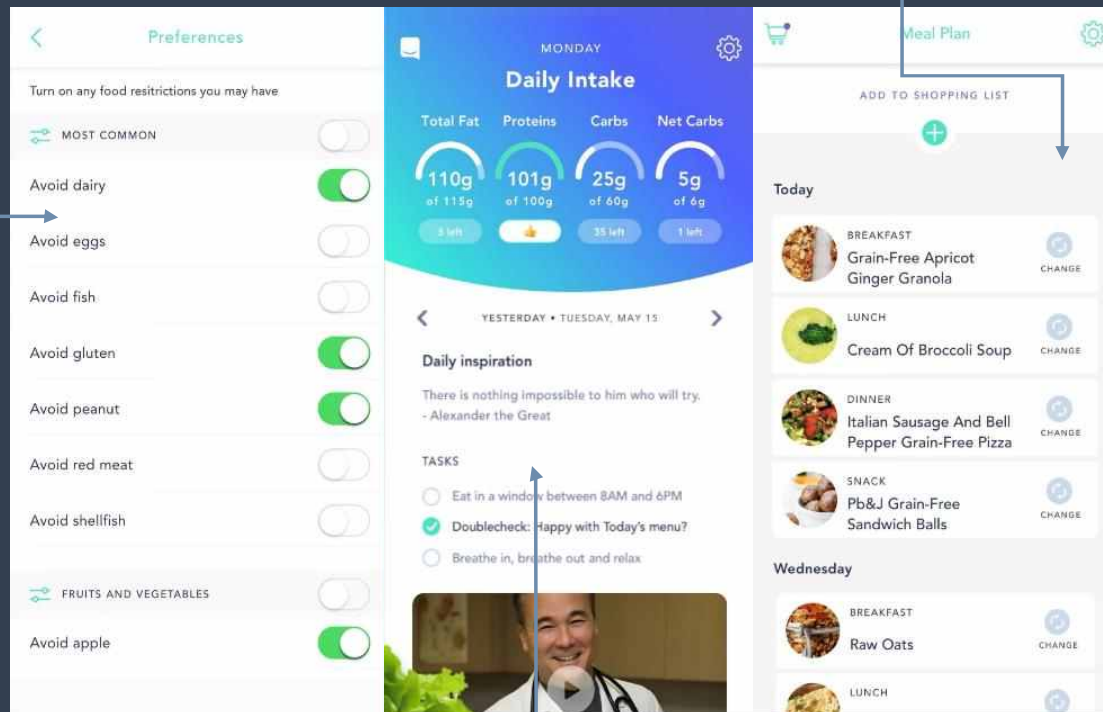 Preferences
Turn on any food resitrictions you may have
MOST COMMON
Avoid dairy
Avoid eggs
Avoid fish
Avoid gluten
Avoid peanut
Avoid red meat
Avoid shellfish
FRUITS AND VEGETABLES
Avoid apple
MONDAY
Daily Intake
Total Fat Proteins Carbs Net Carbs
110g 101g 25g 5g
of 115g of 100g of 60g of 6g
5 left 35 left 1 left
YESTERDAY • TUESDAY, MAY 15
Daily inspiration
There is nothing impossible to him who will try.
- Alexander the Great
TASKS
Eat in a window between 8AM and 6PM
Doublecheck: Happy with Today's menu?
Breathe in, breathe out and relax
Meal Plan
ADD TO SHOPPING LIST
Today
BREAKFAST
Grain-Free Apricot
Ginger Granola
CHANGE
LUNCH
Cream Of Broccoli Soup
CHANGE
DINNER
Italian Sausage And Bell
Pepper Grain-Free Pizza
CHANGE
SNACK
Pb&J Grain-Free
Sandwich Balls
CHANGE
Wednesday
BREAKFAST
Raw Oats
CHANGE
LUNCH